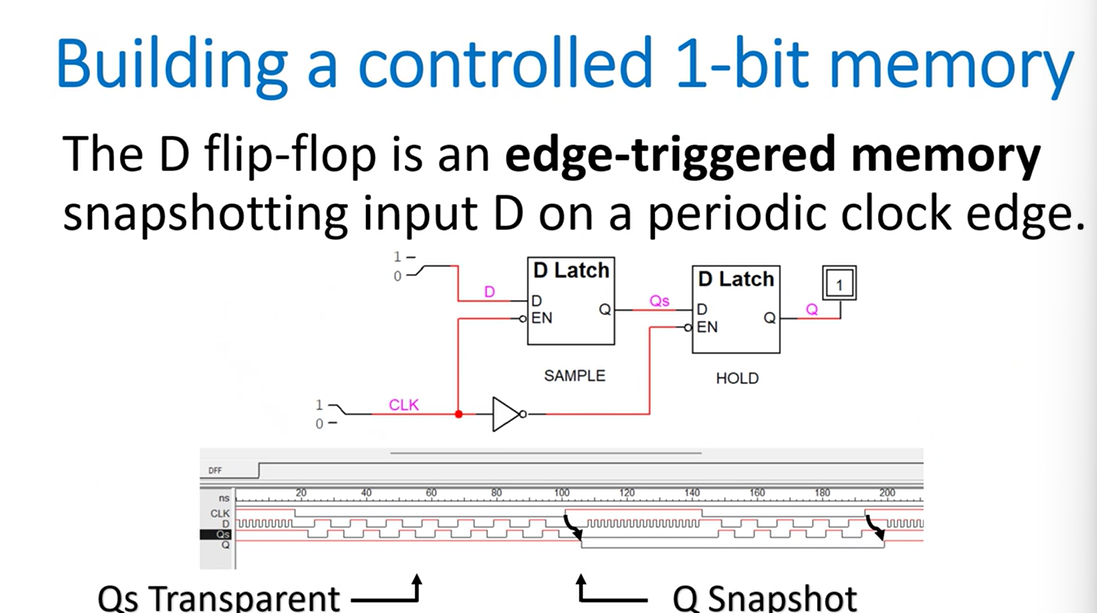 Building a controlled 1-bit memory
The D flip-flop is an edge-triggered memory
snapshotting input D on a periodic clock edge.
1
0
D
D Latch
D
Q
EN
SAMPLE
Qs
D Latch
D
Q
EN
HOLD
Q
1
1
0
CLK
DFF
ns 20 40 60 80 100 120 140 160 180 200
CLK
D
Qs
Q
Qs Transparent
Q Snapshot